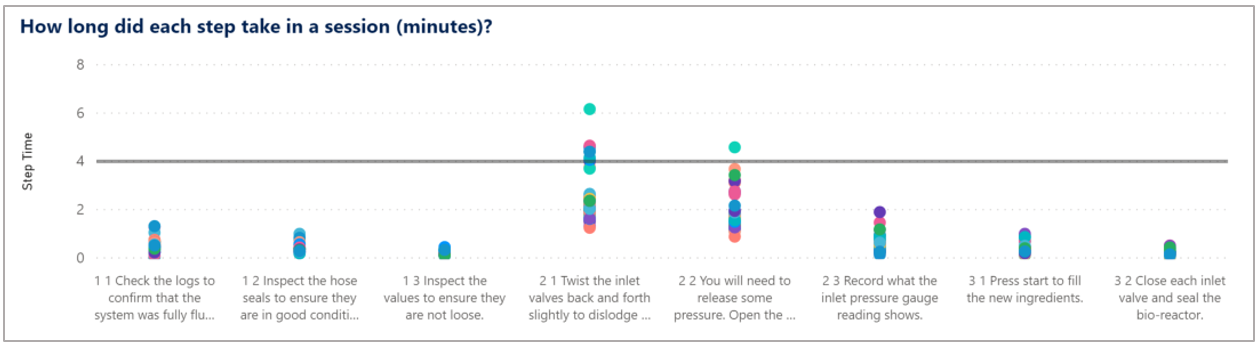 How long did each step take in a session (minutes)?
8
6
4
2
0
Step Time
1 1 Check the logs to
confirm that the
system was fully flu...
1 2 Inspect the hose
seals to ensure they
are in good conditi...
1 3 Inspect the
values to ensure they
are not loose.
2 1 Twist the inlet
valves back and forth
slightly to dislodge ...
2 2 You will need to
release some
pressure. Open the ...
2 3 Record what the
inlet pressure gauge
reading shows.
3 1 Press start to fill
the new ingredients.
3 2 Close each inlet
valve and seal the
bio-reactor.